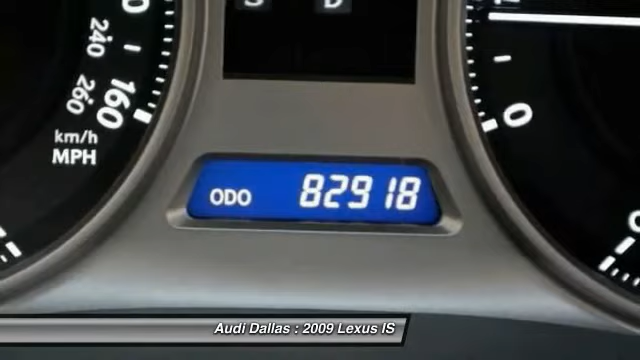 S D
240
260
160
km/h
MPH
0
ODO 82918
Audi Dallas : 2009 Lexus IS